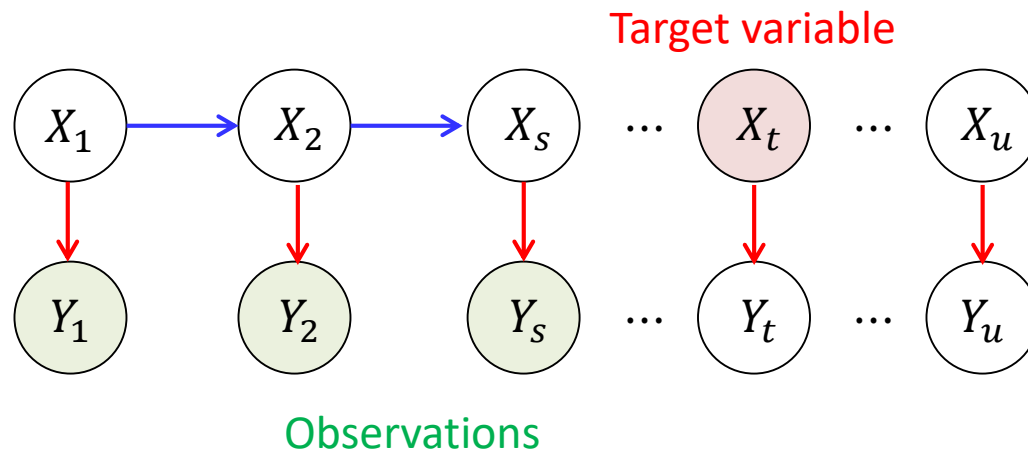 Target variable
X₁ X₂ Xₛ ... Xₜ ... Xᵤ
Y₁ Y₂ Yₛ ... Yₜ ... Yᵤ
Observations